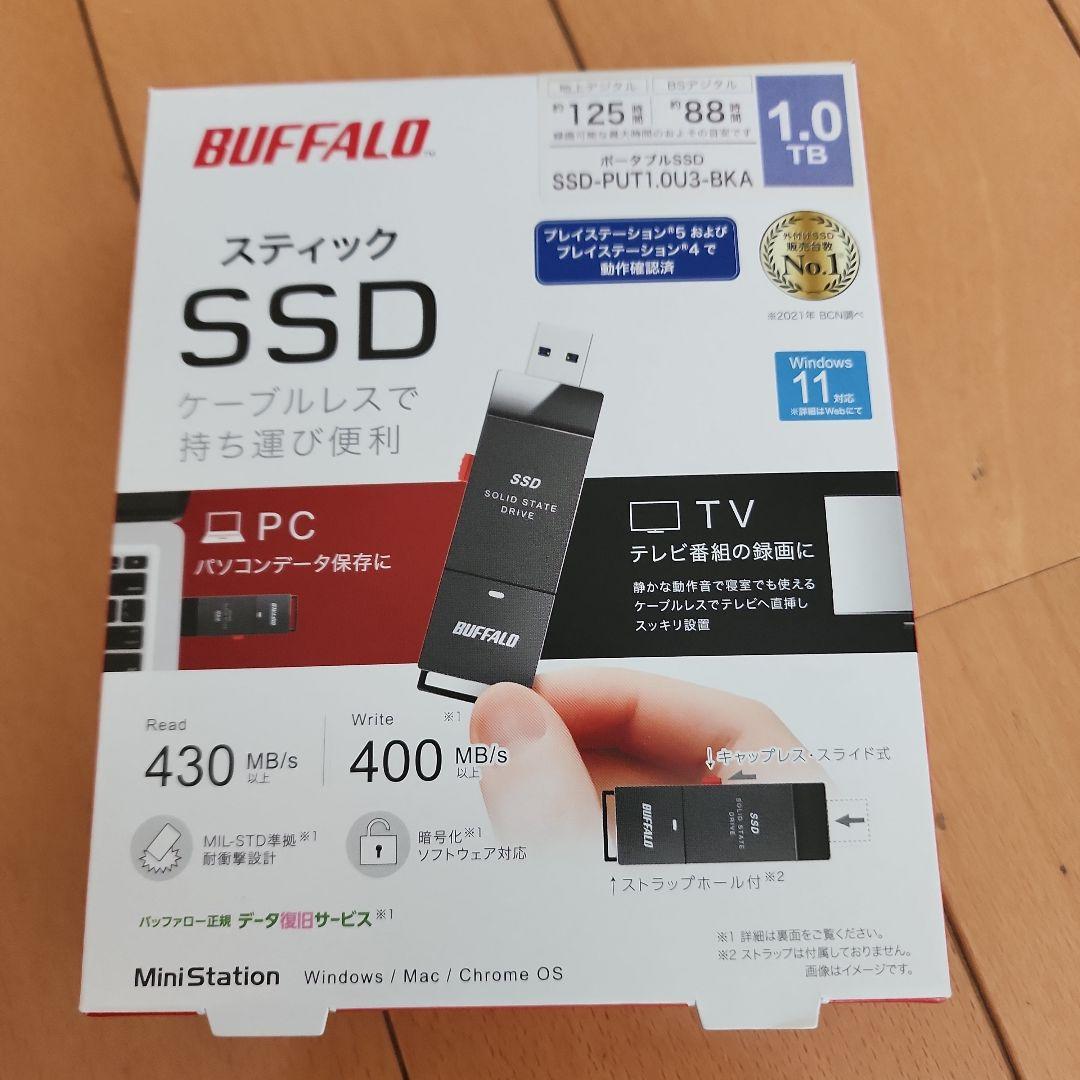 BUFFALO™
地上デジタル
約125時間
BSデジタル
約88時間
録画可能な最大時間のおよその目安です
ポータブルSSD
SSD-PUT1.0U3-BKA
1.0
TB
スティック
SSD
ケーブルレスで
持ち運び便利
プレイステーション®5 および
プレイステーション®4 で
動作確認済
外付けSSD
販売台数
No.1
※2021年 BCN調べ
Windows
11対応
※詳細はWebにて
SSD
SOLID STATE
DRIVE
BUFFALO
PC
パソコンデータ保存に
BUFFALO
TV
テレビ番組の録画に
静かな動作音で寝室でも使える
ケーブルレスでテレビへ直挿し
スッキリ設置
Read
430 MB/s以上
Write ※1
400 MB/s以上
↓キャップレス・スライド式
BUFFALO
SSD
SOLID STATE
DRIVE
↑ストラップホール付※2
MIL-STD準拠※1
耐衝撃設計
暗号化※1
ソフトウェア対応
バッファロー正規 データ復旧サービス※1
※1 詳細は裏面をご覧ください。
※2 ストラップは付属しておりません。
画像はイメージです。
MiniStation Windows / Mac / Chrome OS